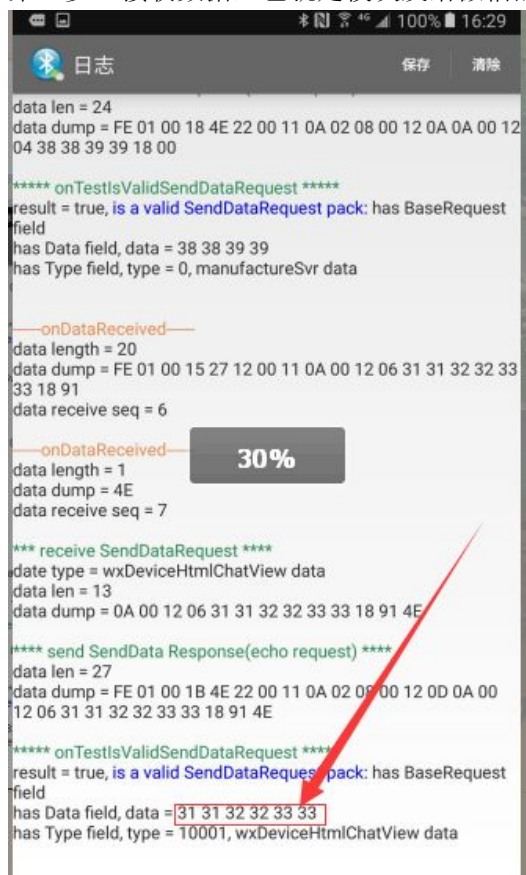 100% 16:29
日志 保存 清除
data len = 24
data dump = FE 01 00 18 4E 22 00 11 0A 02 08 00 12 0A 0A 00 12
04 38 38 39 39 18 00
***** onTestIsValidSendDataRequest *****
result = true, is a valid SendDataRequest pack: has BaseRequest
field
has Data field, data = 38 38 39 39
has Type field, type = 0, manufactureSvr data
-----onDataReceived-----
data length = 20
data dump = FE 01 00 15 27 12 00 11 0A 00 12 06 31 31 32 32 33
33 18 91
data receive seq = 6
-----onDataReceived-----
data length = 1
data dump = 4E
data receive seq = 7
30%
*** receive SendDataRequest ****
date type = wxDeviceHtmlChatView data
data len = 13
data dump = 0A 00 12 06 31 31 32 32 33 33 18 91 4E
**** send SendData Response(echo request) ****
data len = 27
data dump = FE 01 00 1B 4E 22 00 11 0A 02 08 00 12 0D 0A 00
12 06 31 31 32 32 33 33 18 91 4E
***** onTestIsValidSendDataRequest ****
result = true, is a valid SendDataRequest pack: has BaseRequest
field
has Data field, data = 31 31 32 32 33 33
has Type field, type = 10001, wxDeviceHtmlChatView data